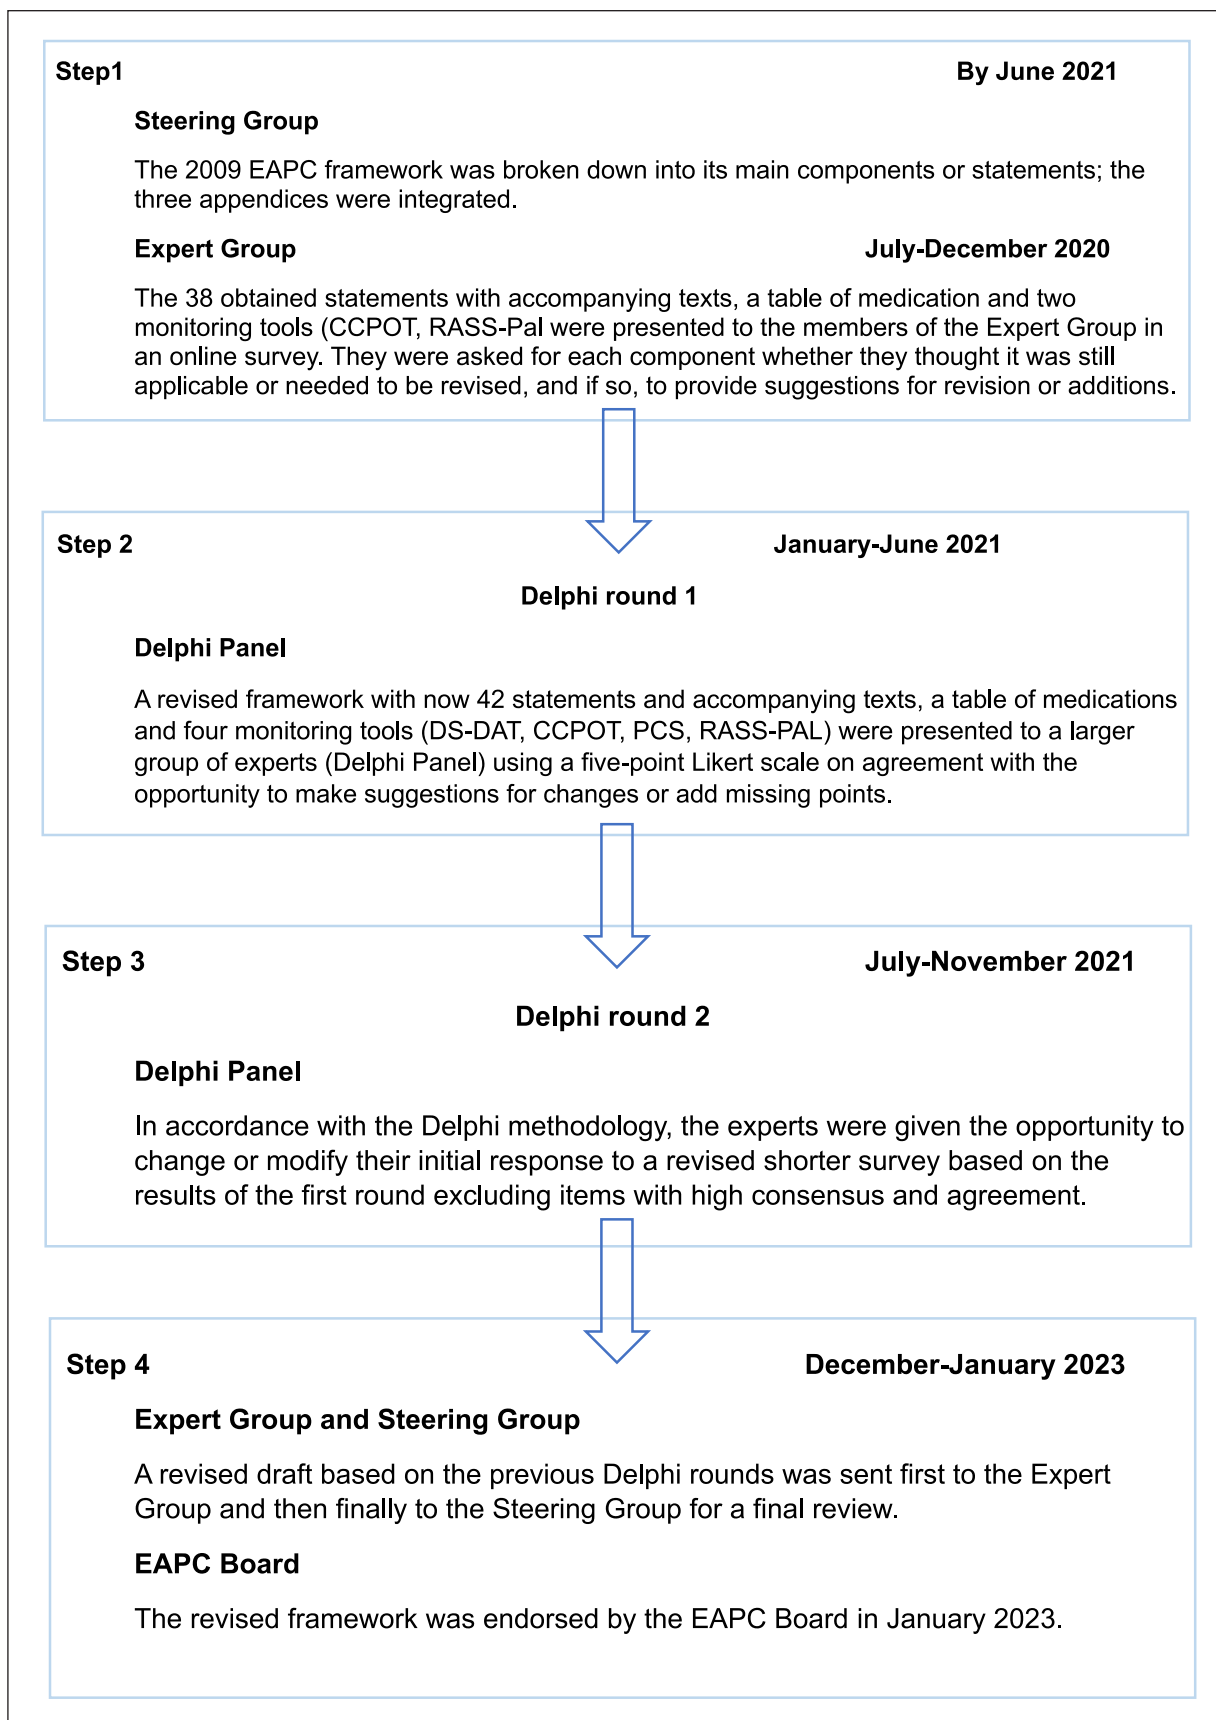 Step1 By June 2021
Steering Group
The 2009 EAPC framework was broken down into its main components or statements; the
three appendices were integrated.
Expert Group July-December 2020
The 38 obtained statements with accompanying texts, a table of medication and two
monitoring tools (CCPOT, RASS-Pal were presented to the members of the Expert Group in
an online survey. They were asked for each component whether they thought it was still
applicable or needed to be revised, and if so, to provide suggestions for revision or additions.
Step 2 January-June 2021
Delphi round 1
Delphi Panel
A revised framework with now 42 statements and accompanying texts, a table of medications
and four monitoring tools (DS-DAT, CCPOT, PCS, RASS-PAL) were presented to a larger
group of experts (Delphi Panel) using a five-point Likert scale on agreement with the
opportunity to make suggestions for changes or add missing points.
Step 3 July-November 2021
Delphi round 2
Delphi Panel
In accordance with the Delphi methodology, the experts were given the opportunity to
change or modify their initial response to a revised shorter survey based on the
results of the first round excluding items with high consensus and agreement.
Step 4 December-January 2023
Expert Group and Steering Group
A revised draft based on the previous Delphi rounds was sent first to the Expert
Group and then finally to the Steering Group for a final review.
EAPC Board
The revised framework was endorsed by the EAPC Board in January 2023.